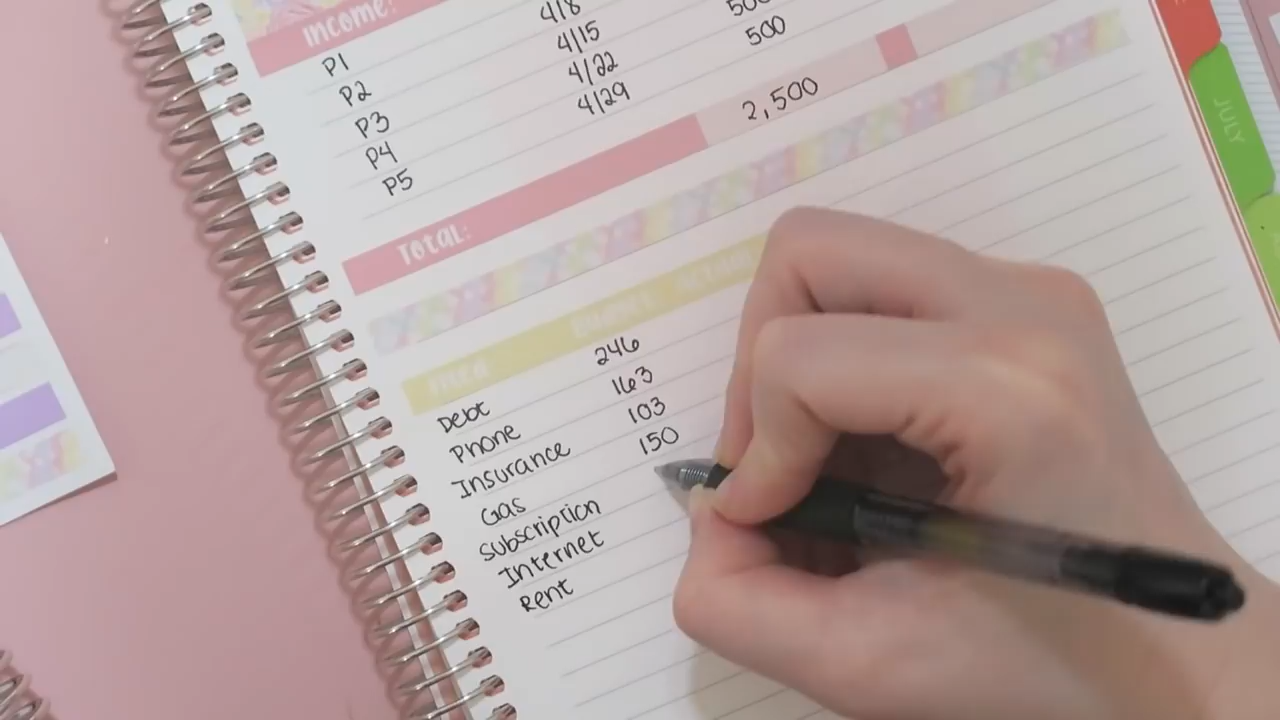 INCOME:
P1
P2 4/8
P3 4/15
P4 4/22 500
P5 4/29 500
TOTAL: 2,500
Debt 246
Phone 163
Insurance 103
Gas 150
Subscription
Internet
Rent
JULY